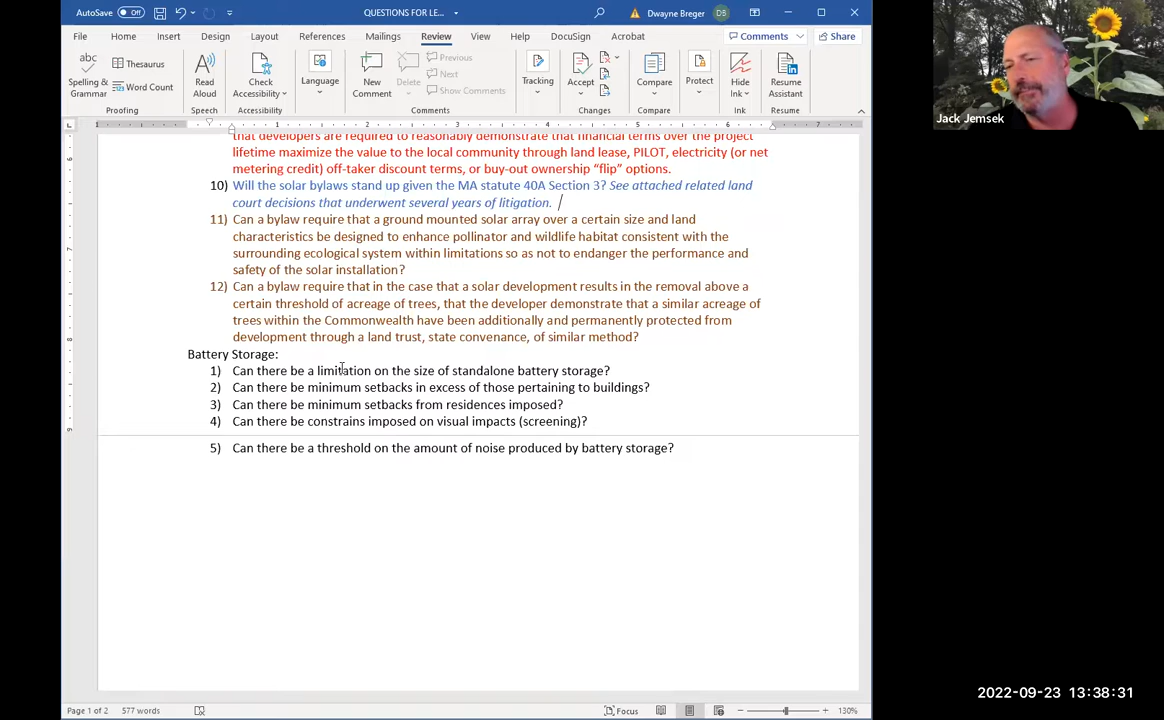 AutoSave Off QUESTIONS FOR LE... Dwayne Breger DB
File Home Insert Design Layout References Mailings Review View Help DocuSign Acrobat Comments Share
abc Spelling & Grammar Thesaurus Word Count Read Aloud Check Accessibility Language New Comment Delete Previous Next Show Comments Tracking Accept Compare Protect Hide Ink Resume Assistant
Proofing Speech Accessibility Comments Changes Compare Ink Resume
that developers are required to reasonably demonstrate that financial terms over the project
lifetime maximize the value to the local community through land lease, PILOT, electricity (or net
metering credit) off-taker discount terms, or buy-out ownership “flip” options.
10) Will the solar bylaws stand up given the MA statute 40A Section 3? See attached related land
court decisions that underwent several years of litigation.
11) Can a bylaw require that a ground mounted solar array over a certain size and land
characteristics be designed to enhance pollinator and wildlife habitat consistent with the
surrounding ecological system within limitations so as not to endanger the performance and
safety of the solar installation?
12) Can a bylaw require that in the case that a solar development results in the removal above a
certain threshold of acreage of trees, that the developer demonstrate that a similar acreage of
trees within the Commonwealth have been additionally and permanently protected from
development through a land trust, state convenance, of similar method?
Battery Storage:
1) Can there be a limitation on the size of standalone battery storage?
2) Can there be minimum setbacks in excess of those pertaining to buildings?
3) Can there be minimum setbacks from residences imposed?
4) Can there be constrains imposed on visual impacts (screening)?
5) Can there be a threshold on the amount of noise produced by battery storage?
Page 1 of 2 577 words Focus 130%
Jack Jemsek
2022-09-23 13:38:31